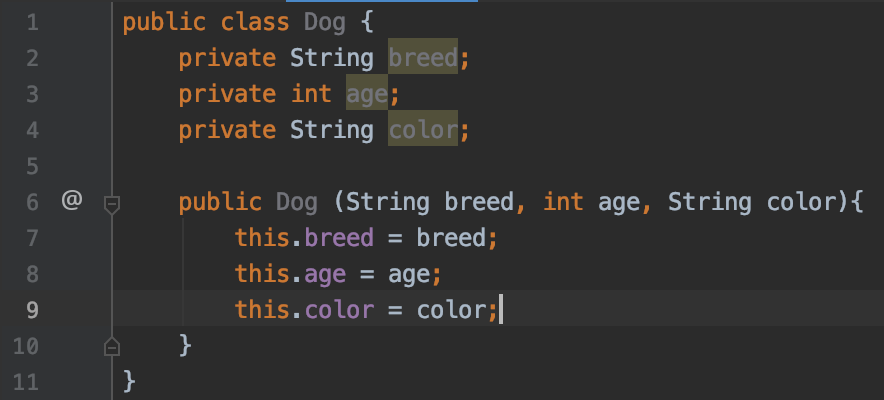 1 public class Dog {
2     private String breed;
3     private int age;
4     private String color;
5
6 @     public Dog (String breed, int age, String color){
7         this.breed = breed;
8         this.age = age;
9         this.color = color;
10     }
11 }